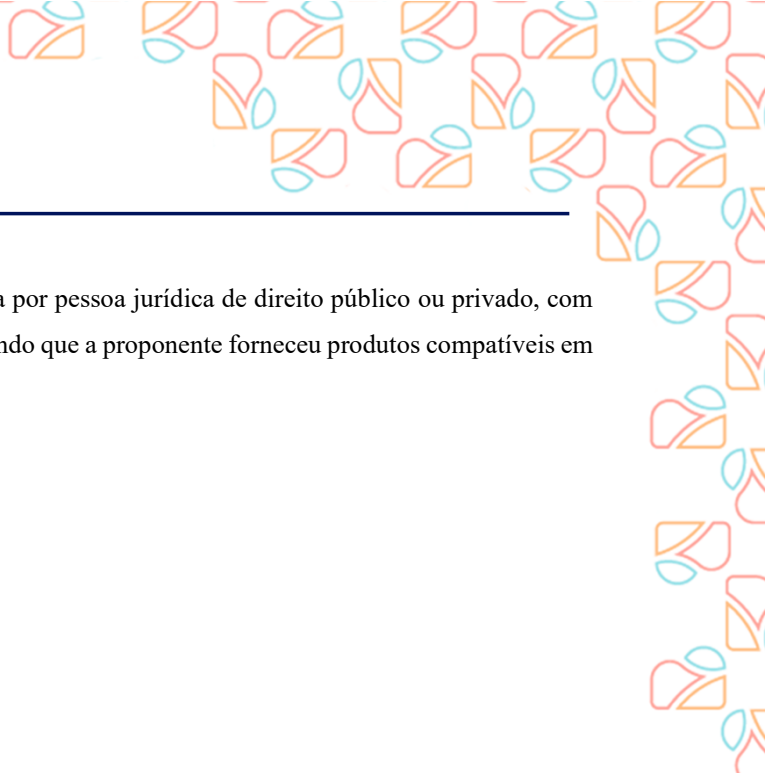 a por pessoa jurídica de direito público ou privado, com
ndo que a proponente forneceu produtos compatíveis em